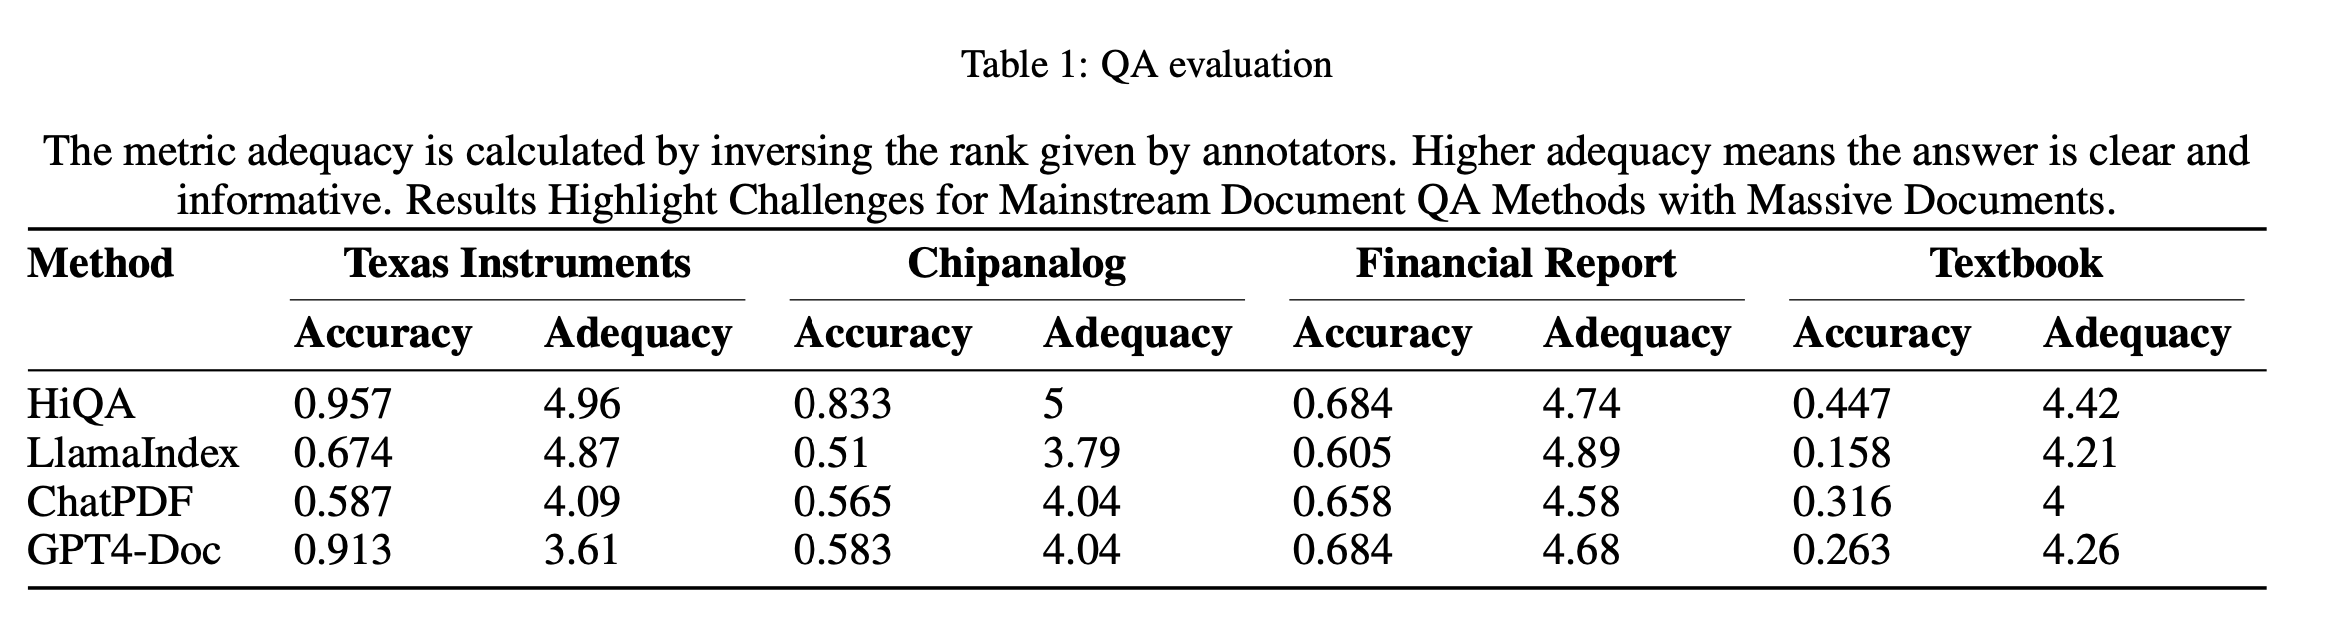 Table 1: QA evaluation
The metric adequacy is calculated by inversing the rank given by annotators. Higher adequacy means the answer is clear and
informative. Results Highlight Challenges for Mainstream Document QA Methods with Massive Documents.
Method Texas Instruments Chipanalog Financial Report Textbook
Accuracy Adequacy Accuracy Adequacy Accuracy Adequacy Accuracy Adequacy
HiQA 0.957 4.96 0.833 5 0.684 4.74 0.447 4.42
LlamaIndex 0.674 4.87 0.51 3.79 0.605 4.89 0.158 4.21
ChatPDF 0.587 4.09 0.565 4.04 0.658 4.58 0.316 4
GPT4-Doc 0.913 3.61 0.583 4.04 0.684 4.68 0.263 4.26